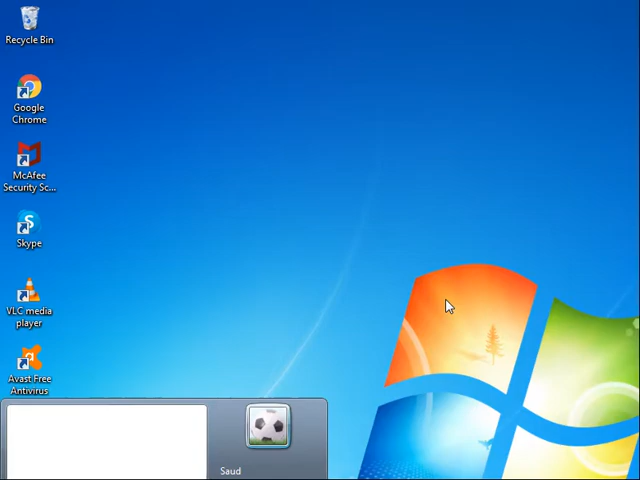 Recycle Bin
Google
Chrome
McAfee
Security Sc...
Skype
VLC media
player
Avast Free
Antivirus
Saud